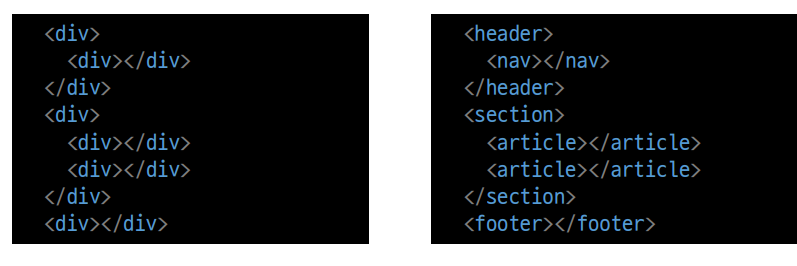 <div>
  <div></div>
</div>
<div>
  <div></div>
  <div></div>
</div>
<div></div>
<header>
  <nav></nav>
</header>
<section>
  <article></article>
  <article></article>
</section>
<footer></footer>